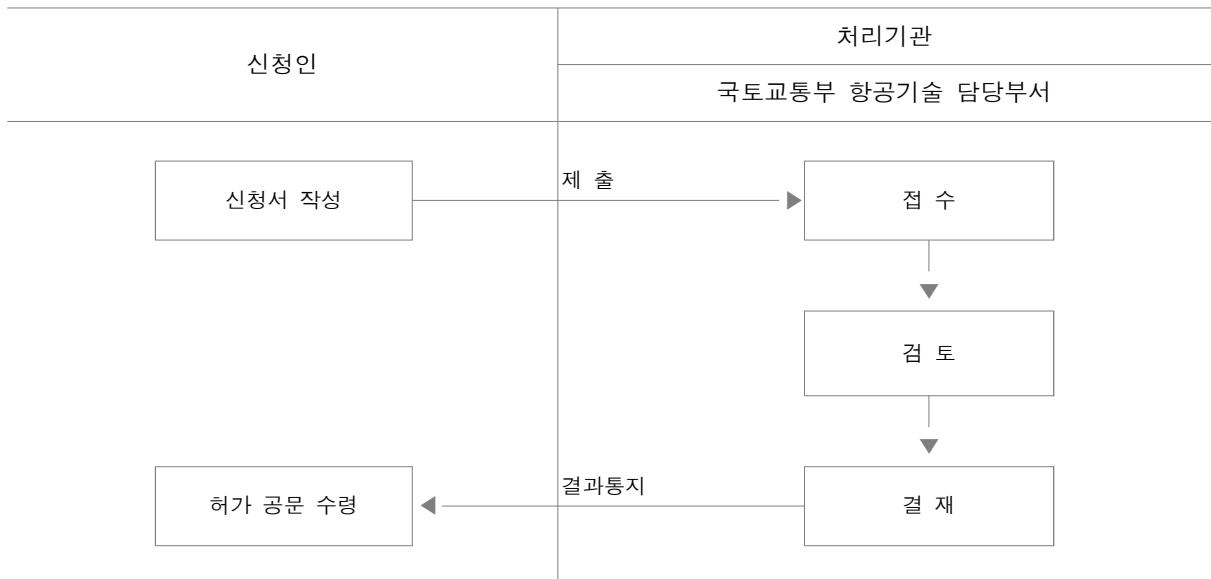 신청인
처리기관
국토교통부 항공기술 담당부서
신청서 작성
제 출
접 수
검 토
허가 공문 수령
결과통지
결 재